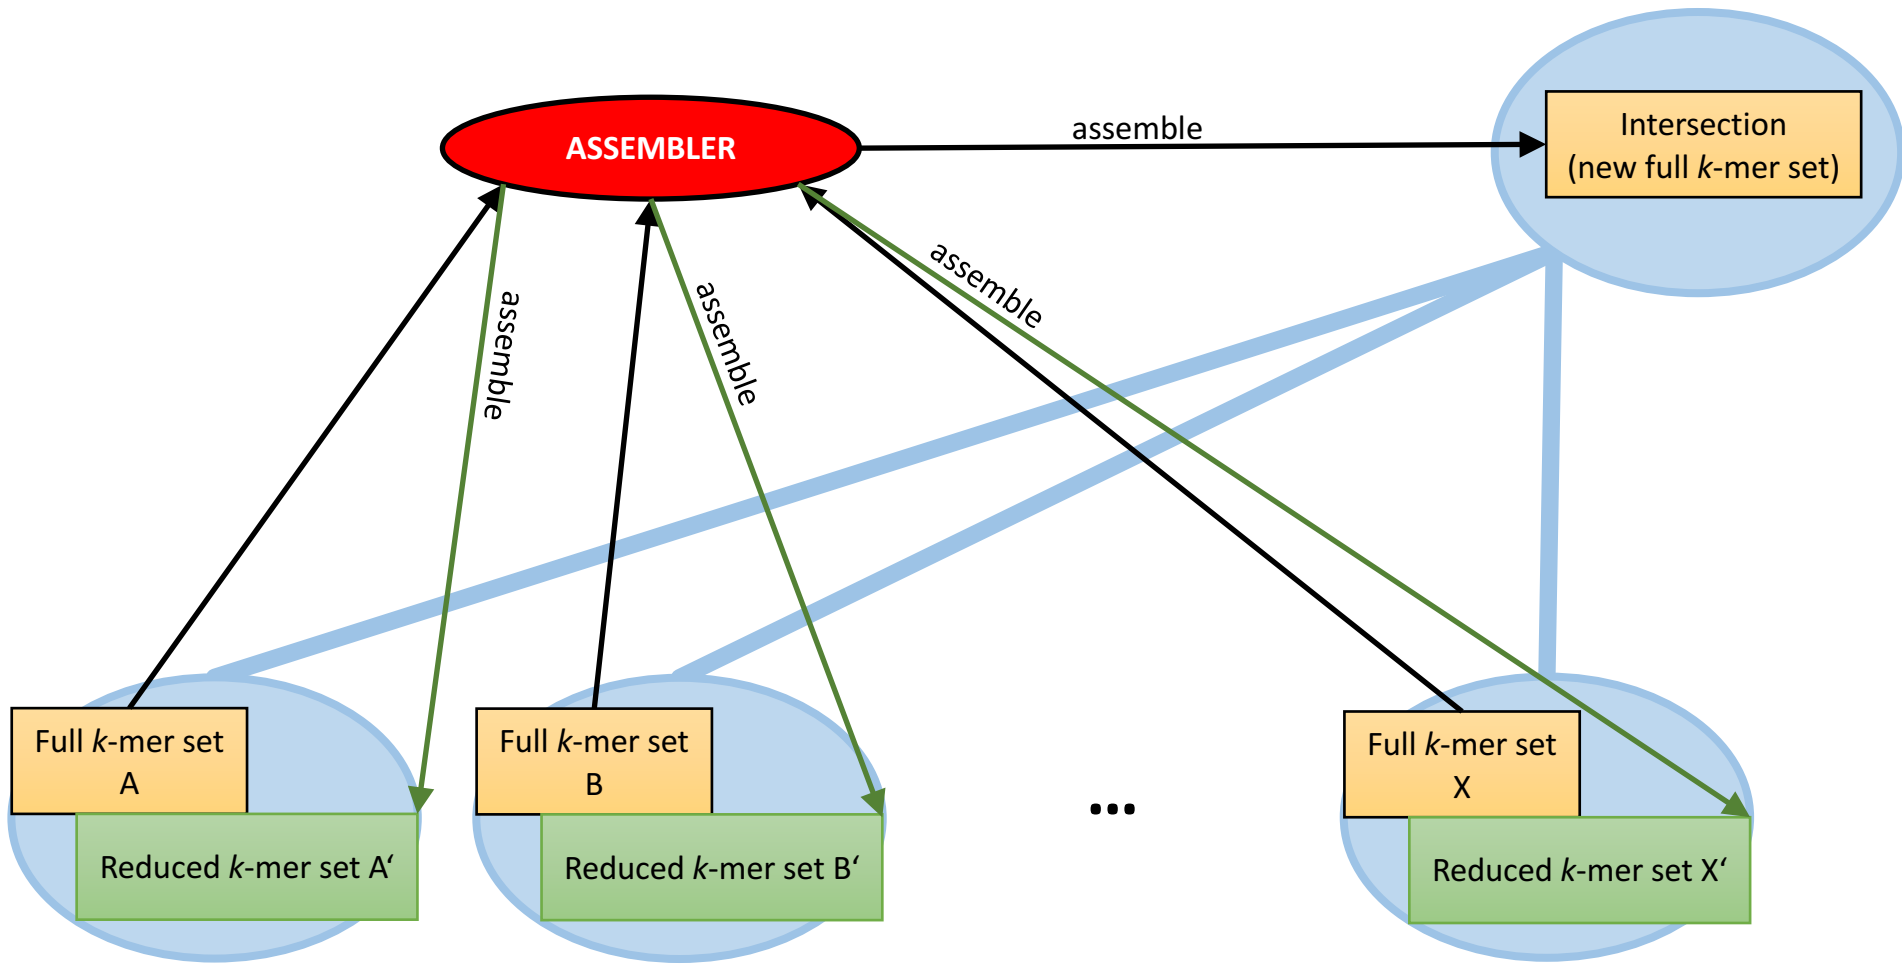 ASSEMBLER
assemble
Intersection
(new full k-mer set)
assemble
assemble
assemble
Full k-mer set
A
Reduced k-mer set A‘
Full k-mer set
B
Reduced k-mer set B‘
...
Full k-mer set
X
Reduced k-mer set X‘